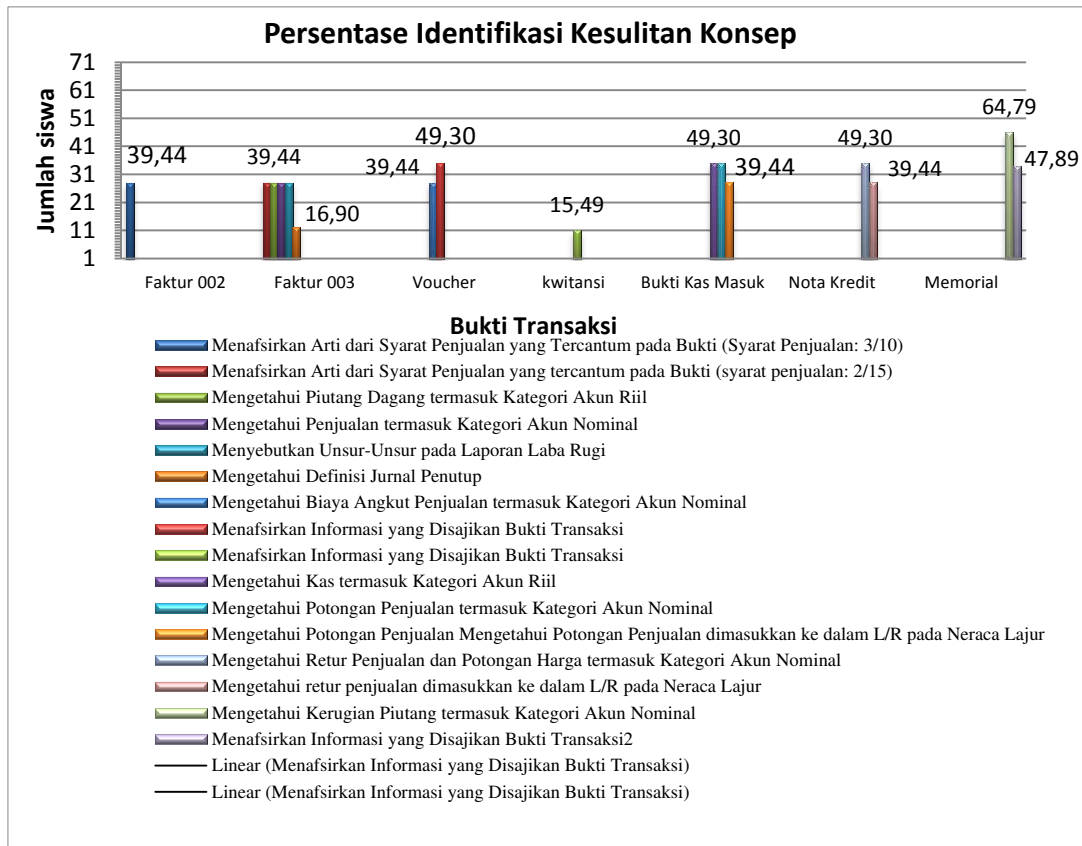 Persentase Identifikasi Kesulitan Konsep
Jumlah siswa
71
61
51
41
31
21
11
1
39,44
39,44
16,90
39,44
49,30
15,49
49,30
39,44
49,30
39,44
64,79
47,89
Faktur 002
Faktur 003
Voucher
kwitansi
Bukti Kas Masuk
Nota Kredit
Memorial
Bukti Transaksi
Menafsirkan Arti dari Syarat Penjualan yang Tercantum pada Bukti (Syarat Penjualan: 3/10)
Menafsirkan Arti dari Syarat Penjualan yang tercantum pada Bukti (syarat penjualan: 2/15)
Mengetahui Piutang Dagang termasuk Kategori Akun Riil
Mengetahui Penjualan termasuk Kategori Akun Nominal
Menyebutkan Unsur-Unsur pada Laporan Laba Rugi
Mengetahui Definisi Jurnal Penutup
Mengetahui Biaya Angkut Penjualan termasuk Kategori Akun Nominal
Menafsirkan Informasi yang Disajikan Bukti Transaksi
Menafsirkan Informasi yang Disajikan Bukti Transaksi
Mengetahui Kas termasuk Kategori Akun Riil
Mengetahui Potongan Penjualan termasuk Kategori Akun Nominal
Mengetahui Potongan Penjualan Mengetahui Potongan Penjualan dimasukkan ke dalam L/R pada Neraca Lajur
Mengetahui Retur Penjualan dan Potongan Harga termasuk Kategori Akun Nominal
Mengetahui retur penjualan dimasukkan ke dalam L/R pada Neraca Lajur
Mengetahui Kerugian Piutang termasuk Kategori Akun Nominal
Menafsirkan Informasi yang Disajikan Bukti Transaksi2
Linear (Menafsirkan Informasi yang Disajikan Bukti Transaksi)
Linear (Menafsirkan Informasi yang Disajikan Bukti Transaksi)